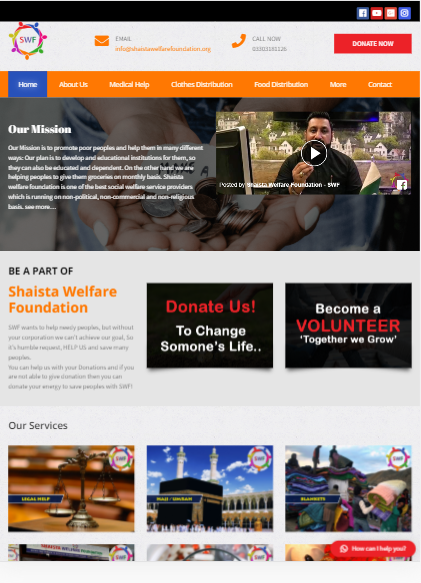 SWF
EMAIL
info@shaistawelfarefoundation.org
CALL NOW
03303181126
DONATE NOW
Home
About Us
Medical Help
Clothes Distribution
Food Distribution
More
Contact
Our Mission
Our Mission is to promote poor peoples and help them in many different
ways: Our plan is to develop and educational institutions for them, so
they can also be educated and dependent. On the other hand we are
helping peoples to give them groceries on monthly basis. Shaista
welfare foundation is one of the best social welfare service providers
which is running on non-political, non-commercial and non-religious
basis. see more....
Posted by Shaista Welfare Foundation - SWF
BE A PART OF
Shaista Welfare
Foundation
SWF wants to help needy peoples, but without
your corporation we can't achieve our goal, So
it's humble request, HELP US and save many
peoples.
You can help us with your Donations and if you
are not able to give donation then you can
donate your energy to save peoples with SWF!
Donate Us!
To Change
Somone's Life..
Become a
VOLUNTEER
'Together we Grow'
Our Services
SWF
LEGAL HELP
SWF
HAJJ / UMRAH
SWF
BLANKETS
How can I help you?